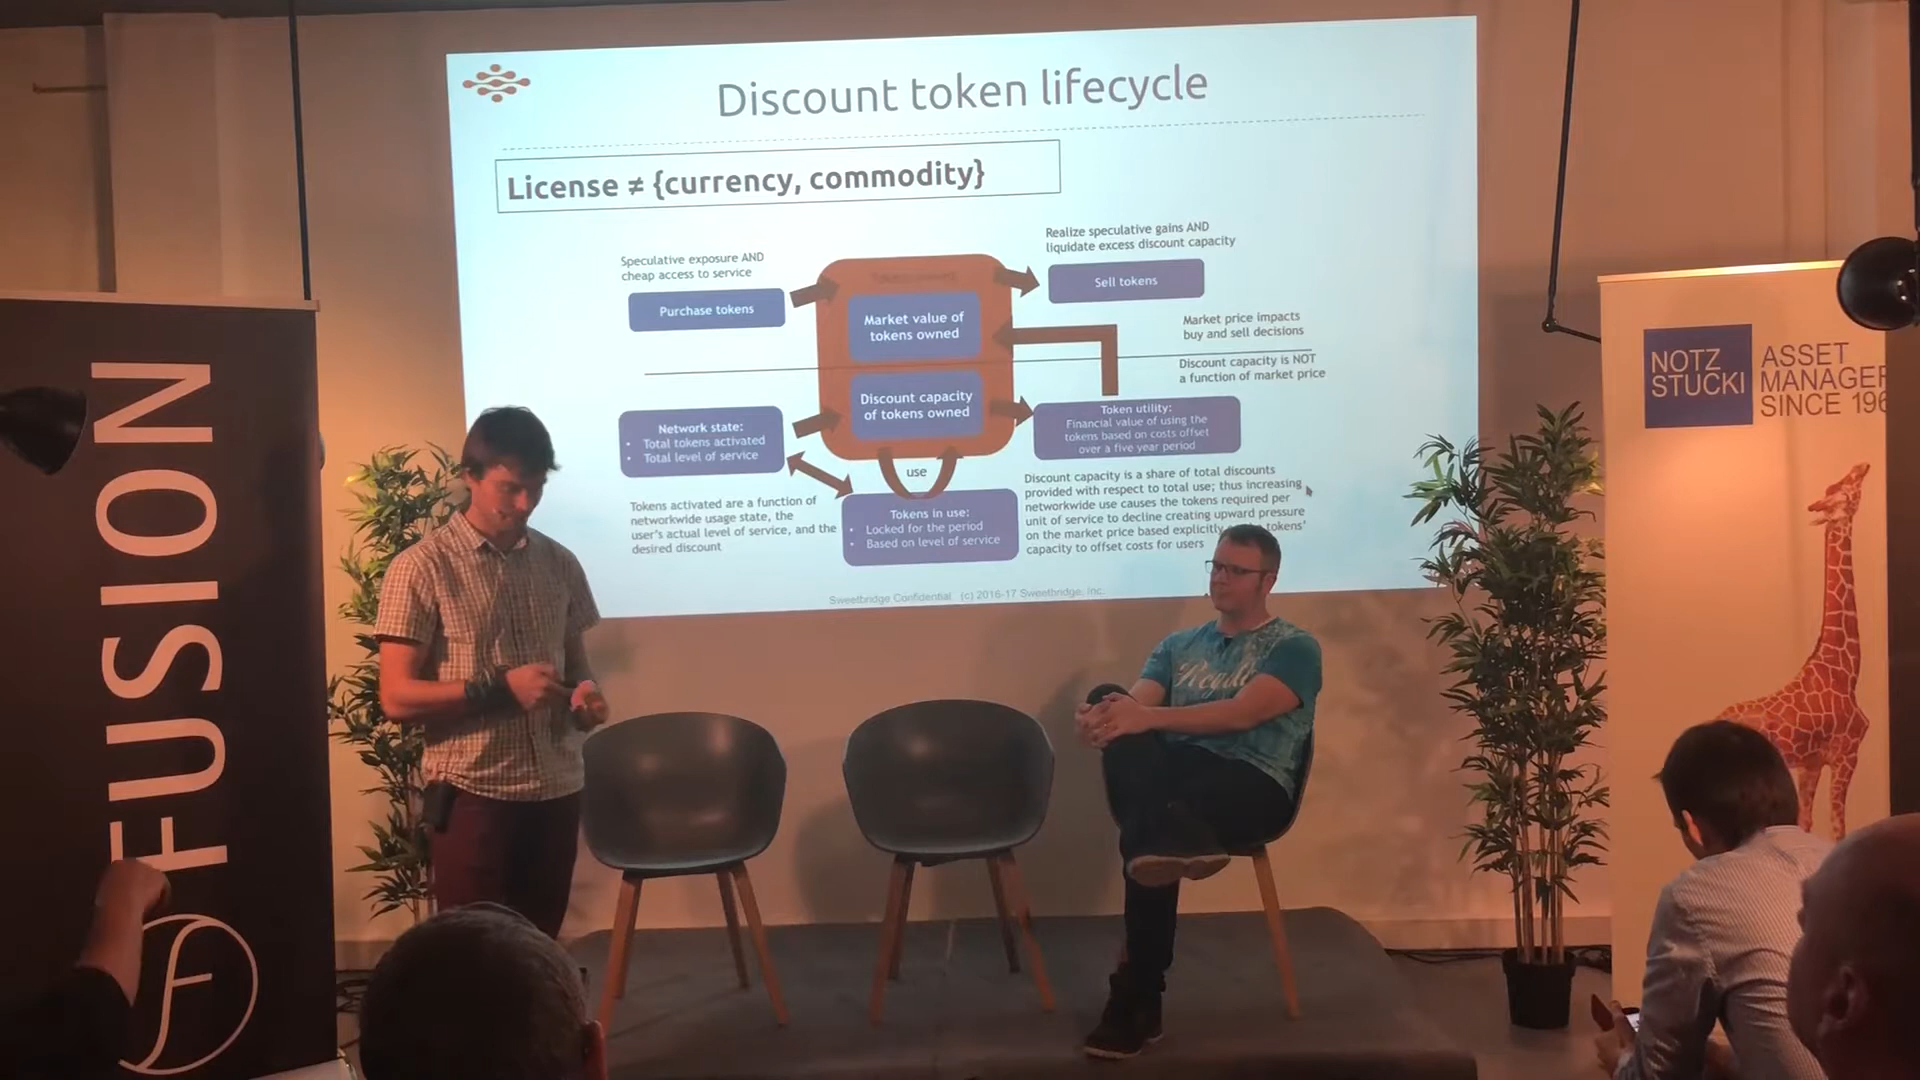 Discount token lifecycle
License ≠ {currency, commodity}
Speculative exposure AND
cheap access to service
Purchase tokens
Realize speculative gains AND
liquidate excess discount capacity
Sell tokens
Market value of
tokens owned
Market price impacts
buy and sell decisions
Discount capacity is NOT
a function of market price
Discount capacity
of tokens owned
Network state:
• Total tokens activated
• Total level of service
Token utility:
Financial value of using the
tokens based on costs offset
over a five year period
use
Tokens activated are a function of
networkwide usage state, the
user's actual level of service, and the
desired discount
Tokens in use:
• Locked for the period
• Based on level of service
Discount capacity is a share of total discounts
provided with respect to total use; thus increasing
networkwide use causes the tokens required per
unit of service to decline creating upward pressure
on the market price based explicitly tokens'
capacity to offset costs for users
Sweetbridge Confidential (c) 2016-17 Sweetbridge, Inc.
FUSION
NOTZ
STUCKI
ASSET
MANAGER
SINCE 196